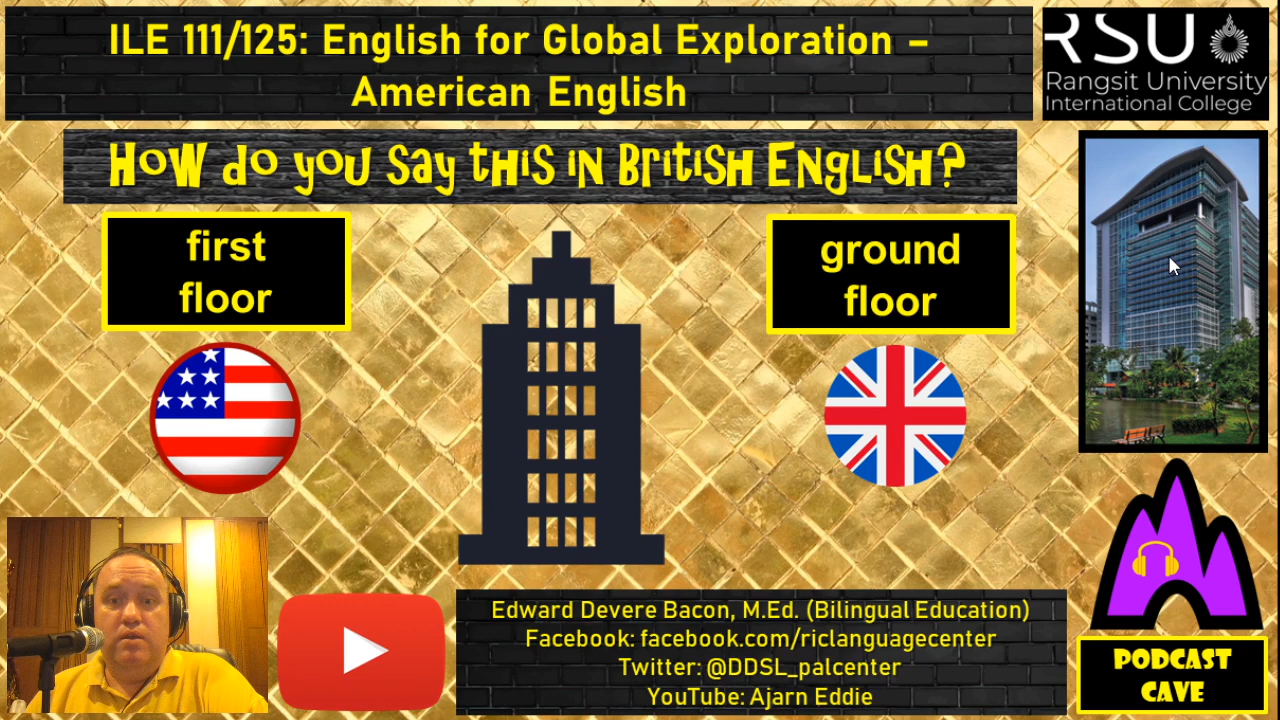 ILE 111/125: English for Global Exploration –
American English
RSU
Rangsit University
International College
How do you say this in British English?
first
floor
ground
floor
Edward Devere Bacon, M.Ed. (Bilingual Education)
Facebook: facebook.com/riclanguagecenter
Twitter: @DDSL_palcenter
YouTube: Ajarn Eddie
PODCAST
CAVE